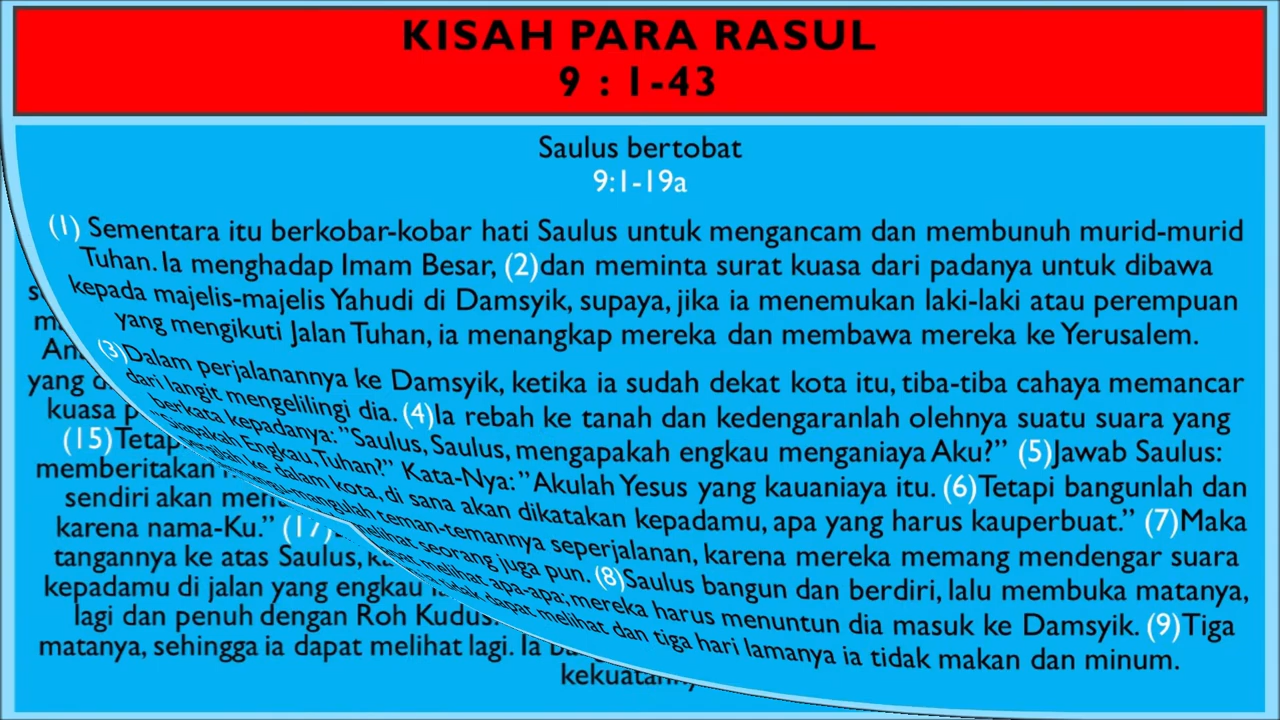 KISAH PARA RASUL
9 : 1-43
Saulus bertobat
9:1-19a
(1) Sementara itu berkobar-kobar hati Saulus untuk mengancam dan membunuh murid-murid
Tuhan. Ia menghadap Imam Besar, (2)dan meminta surat kuasa dari padanya untuk dibawa
kepada majelis-majelis Yahudi di Damsyik, supaya, jika ia menemukan laki-laki atau perempuan
yang mengikuti Jalan Tuhan, ia menangkap mereka dan membawa mereka ke Yerusalem.
(3)Dalam perjalanannya ke Damsyik, ketika ia sudah dekat kota itu, tiba-tiba cahaya memancar
dari langit mengelilingi dia. (4)Ia rebah ke tanah dan kedengaranlah olehnya suatu suara yang
berkata kepadanya: "Saulus, Saulus, mengapakah engkau menganiaya Aku?" (5)Jawab Saulus:
"Siapakah Engkau, Tuhan?" Kata-Nya: "Akulah Yesus yang kauaniaya itu. (6)Tetapi bangunlah dan
pergilah ke dalam kota, di sana akan dikatakan kepadamu, apa yang harus kauperbuat." (7)Maka
termangu-mangulah teman-temannya seperjalanan, karena mereka memang mendengar suara
melihat seorang juga pun. (8)Saulus bangun dan berdiri, lalu membuka matanya,
dapat melihat apa-apa; mereka harus menuntun dia masuk ke Damsyik. (9)Tiga
tidak dapat melihat dan tiga hari lamanya ia tidak makan dan minum.
yang
kuasa
(15)Tetapi
memberitakan
sendiri akan
karena nama-Ku." (17)
tangannya ke atas Saulus,
kepadamu di jalan yang engkau
lagi dan penuh dengan Roh Kudus.
matanya, sehingga ia dapat melihat lagi. Ia